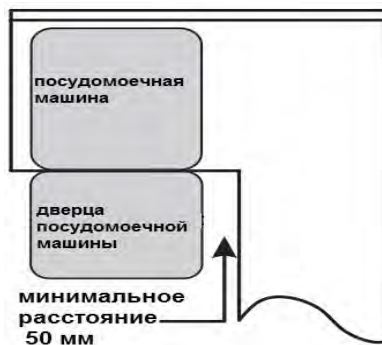 посудомоечная
машина
дверца
посудомоечной
машины
минимальное
расстояние
50 мм